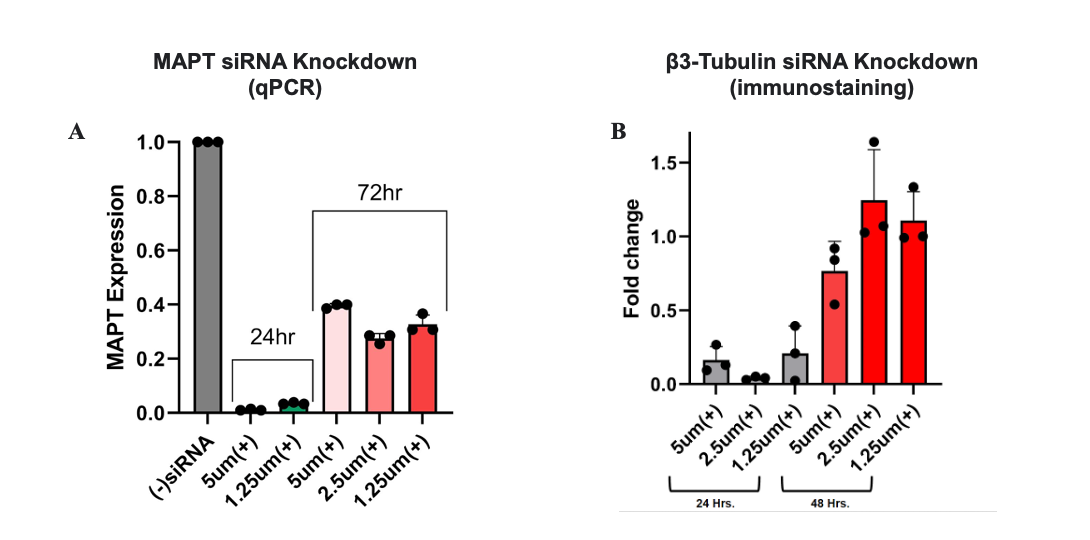 MAPT siRNA Knockdown
(qPCR)
A
MAPT Expression
1.0
0.8
0.6
0.4
0.2
0.0
24hr
72hr
(-)siRNA
5um(+)
1.25um(+)
5um(+)
2.5um(+)
1.25um(+)
β3-Tubulin siRNA Knockdown
(immunostaining)
B
Fold change
1.5
1.0
0.5
0.0
5um(+)
2.5um(+)
1.25um(+)
5um(+)
2.5um(+)
1.25um(+)
24 Hrs.
48 Hrs.